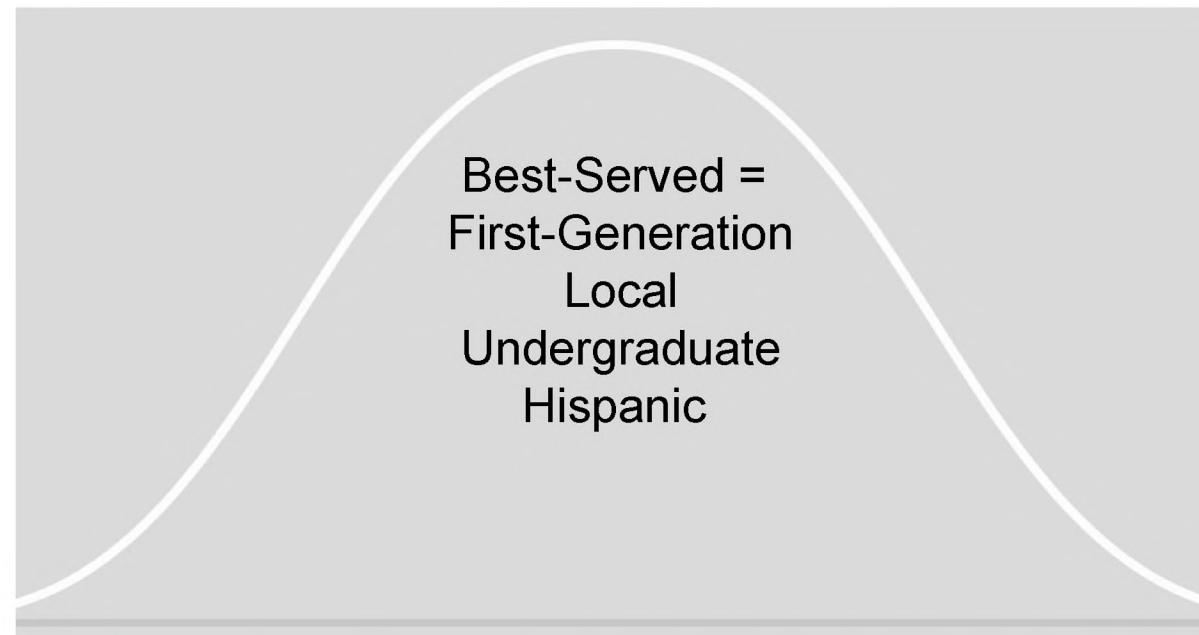 Best-Served =
First-Generation
Local
Undergraduate
Hispanic